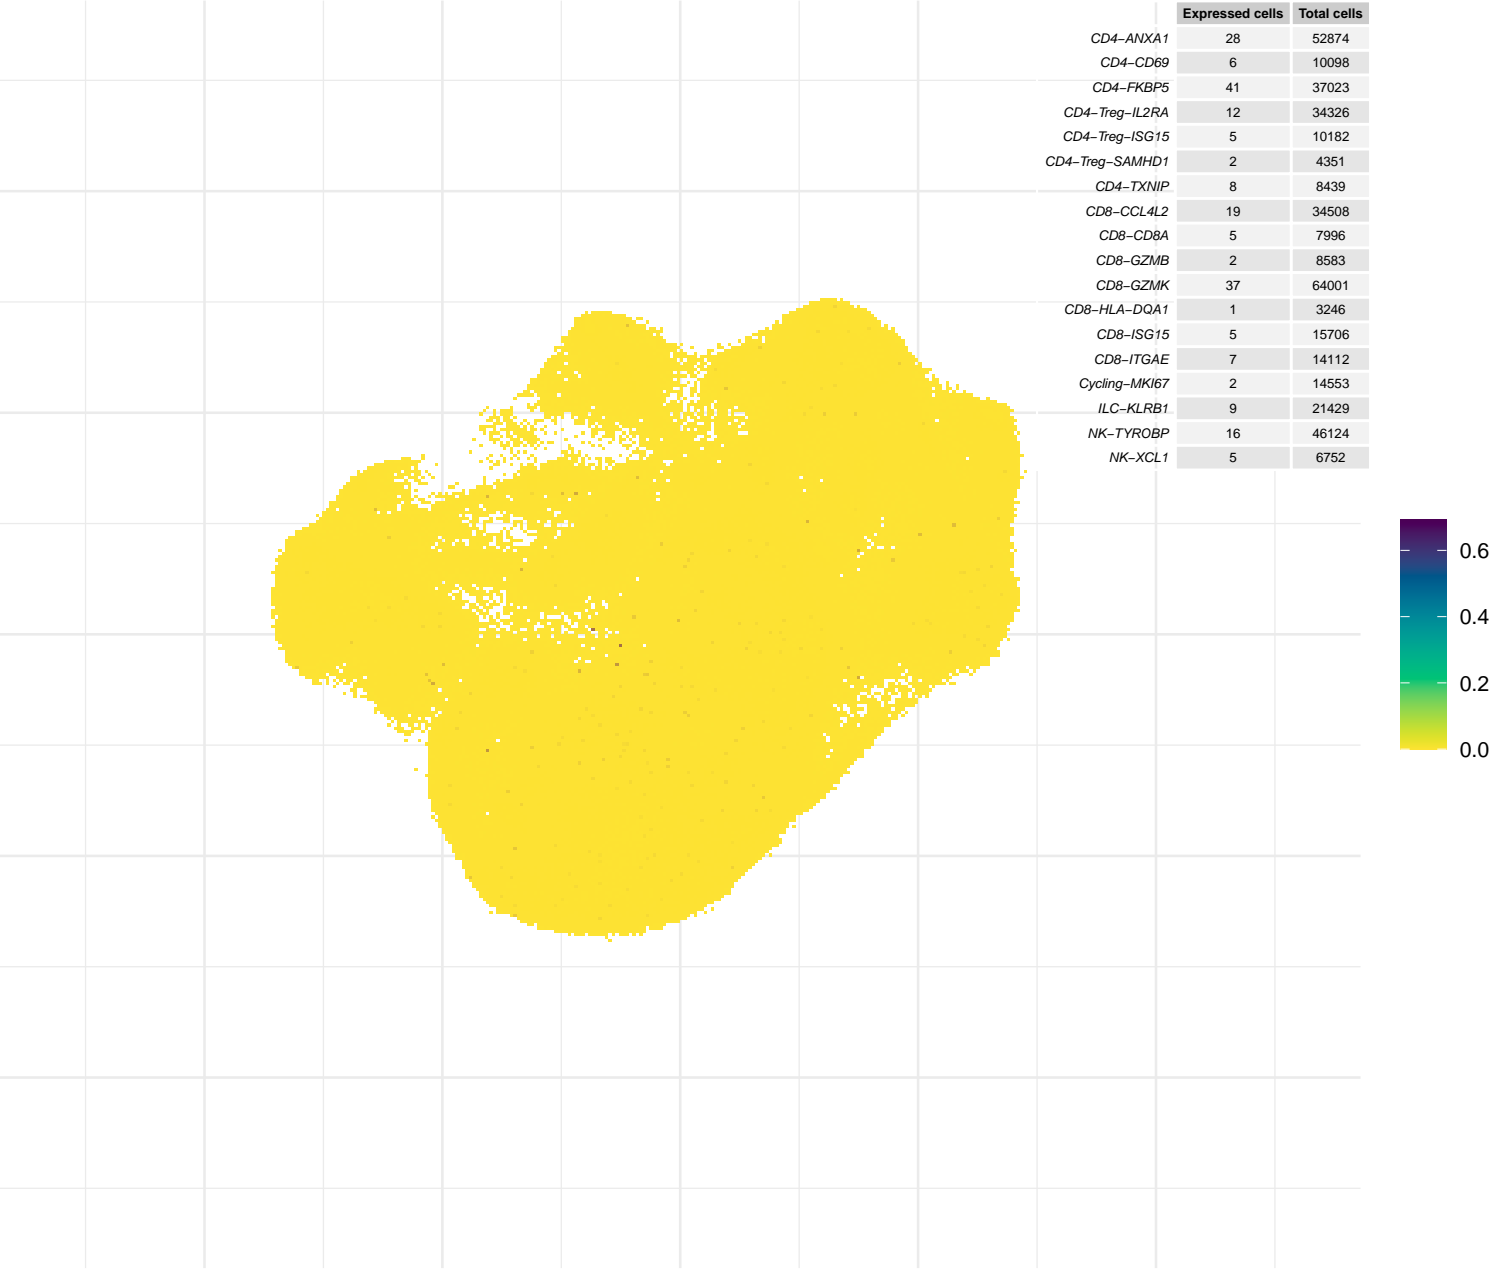 Expressed cells Total cells
CD4−ANXA1 28 52874
CD4−CD69 6 10098
CD4−FKBP5 41 37023
CD4−Treg−IL2RA 12 34326
CD4−Treg−ISG15 5 10182
CD4−Treg−SAMHD1 2 4351
CD4−TXNIP 8 8439
CD8−CCL4L2 19 34508
CD8−CD8A 5 7996
CD8−GZMB 2 8583
CD8−GZMK 37 64001
CD8−HLA−DQA1 1 3246
CD8−ISG15 5 15706
CD8−ITGAE 7 14112
Cycling−MKI67 2 14553
ILC−KLRB1 9 21429
NK−TYROBP 16 46124
NK−XCL1 5 6752
0.6
0.4
0.2
0.0